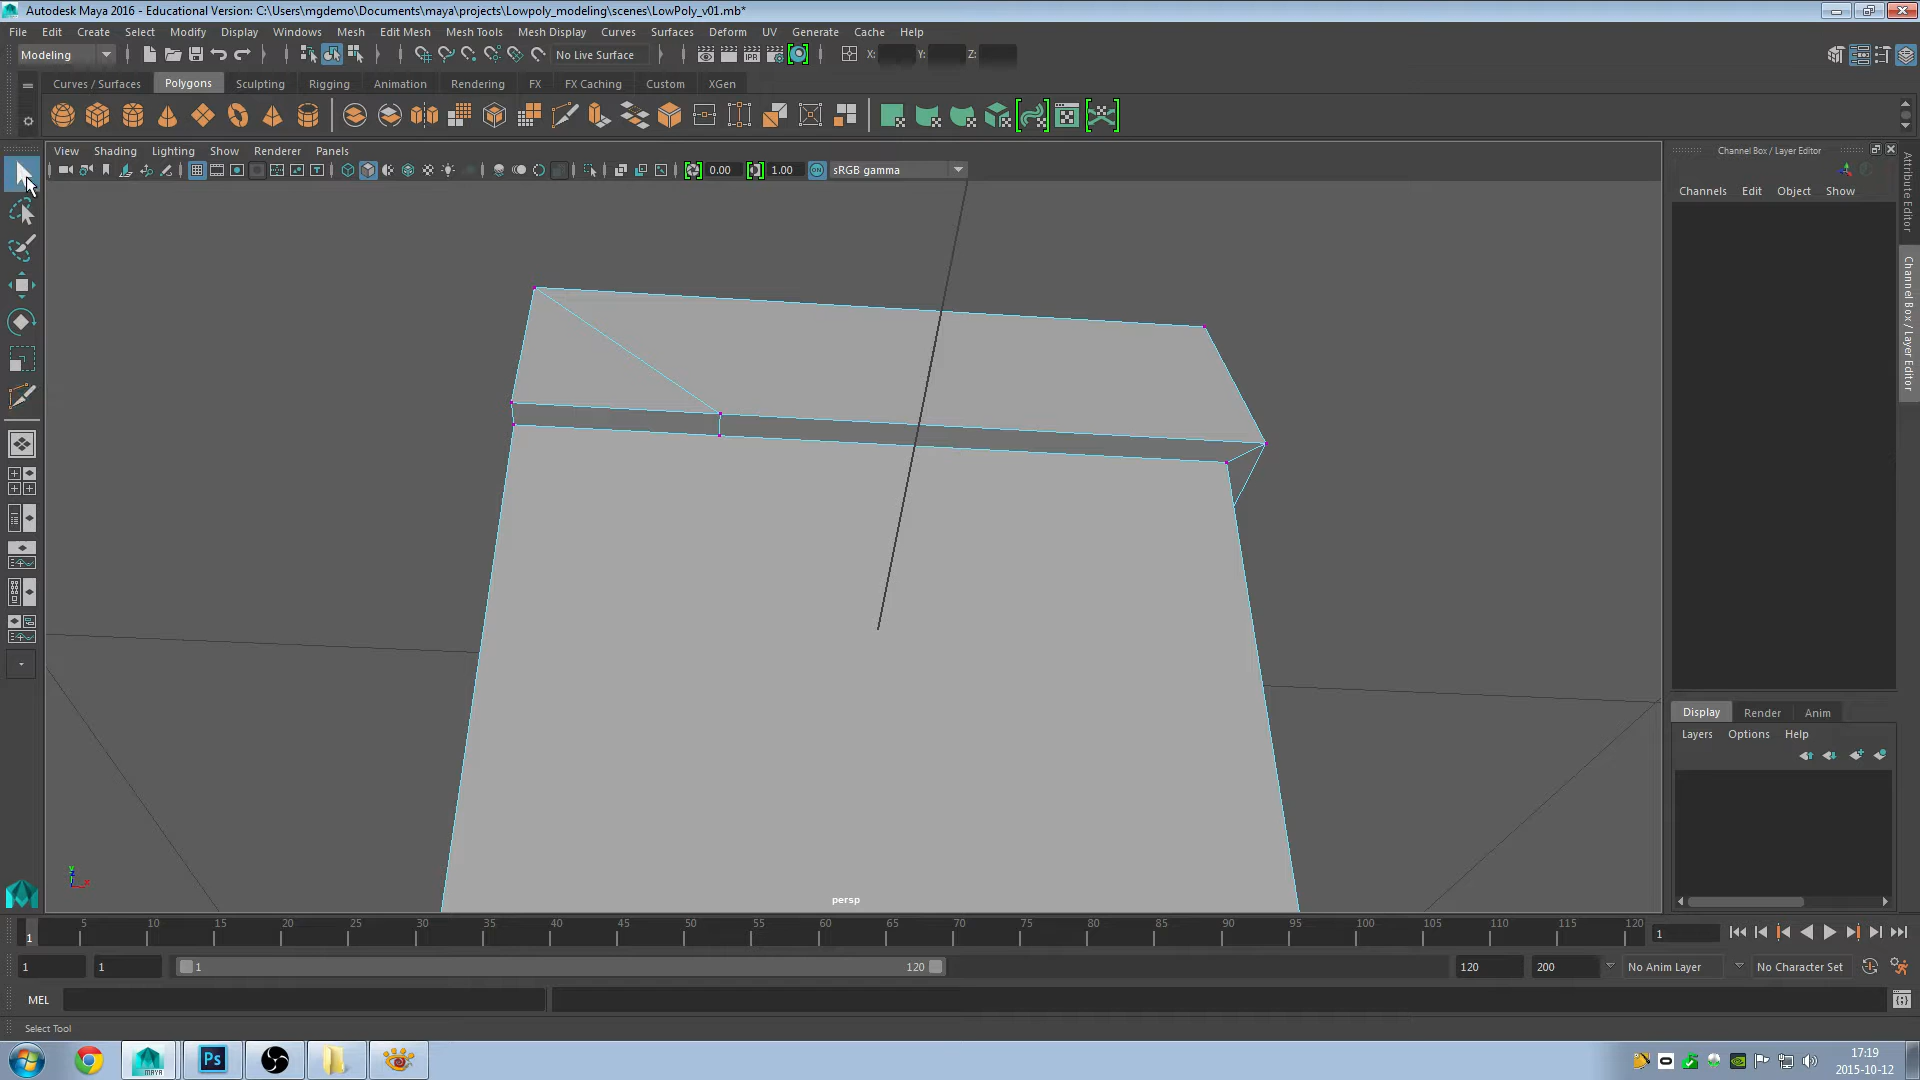 Autodesk Maya 2016 - Educational Version: C:\Users\mgdemo\Documents\maya\projects\Lowpoly_modeling\scenes\LowPoly_v01.mb*
File Edit Create Select Modify Display Windows Mesh Edit Mesh Mesh Tools Mesh Display Curves Surfaces Deform UV Generate Cache Help
Modeling No Live Surface X: Y: Z:
Curves / Surfaces Polygons Sculpting Rigging Animation Rendering FX FX Caching Custom XGen
View Shading Lighting Show Renderer Panels
0.00 1.00 ON sRGB gamma
Channel Box / Layer Editor
Channels Edit Object Show
Attribute Editor
Channel Box / Layer Editor
Display Render Anim
Layers Options Help
persp
5 10 15 20 25 30 35 40 45 50 55 60 65 70 75 80 85 90 95 100 105 110 115 120
1 1
1 1 1 120 120 200 No Anim Layer No Character Set
MEL
Select Tool
MAYA Ps
17:19
2015-10-12